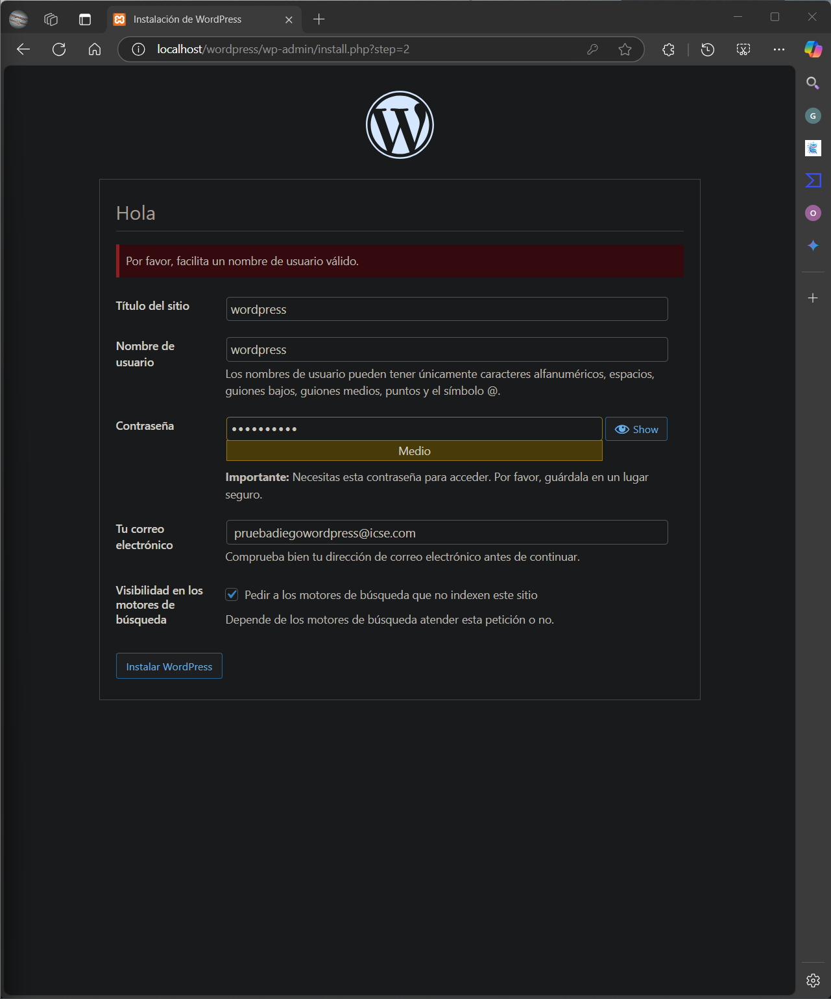 Instalación de WordPress
localhost/wordpress/wp-admin/install.php?step=2
G
O
Hola
Por favor, facilita un nombre de usuario válido.
Título del sitio
wordpress
Nombre de
usuario
wordpress
Los nombres de usuario pueden tener únicamente caracteres alfanuméricos, espacios,
guiones bajos, guiones medios, puntos y el símbolo @.
Contraseña
••••••••••
Show
Medio
Importante: Necesitas esta contraseña para acceder. Por favor, guárdala en un lugar
seguro.
Tu correo
electrónico
pruebadiegowordpress@icse.com
Comprueba bien tu dirección de correo electrónico antes de continuar.
Visibilidad en los
motores de
búsqueda
Pedir a los motores de búsqueda que no indexen este sitio
Depende de los motores de búsqueda atender esta petición o no.
Instalar WordPress